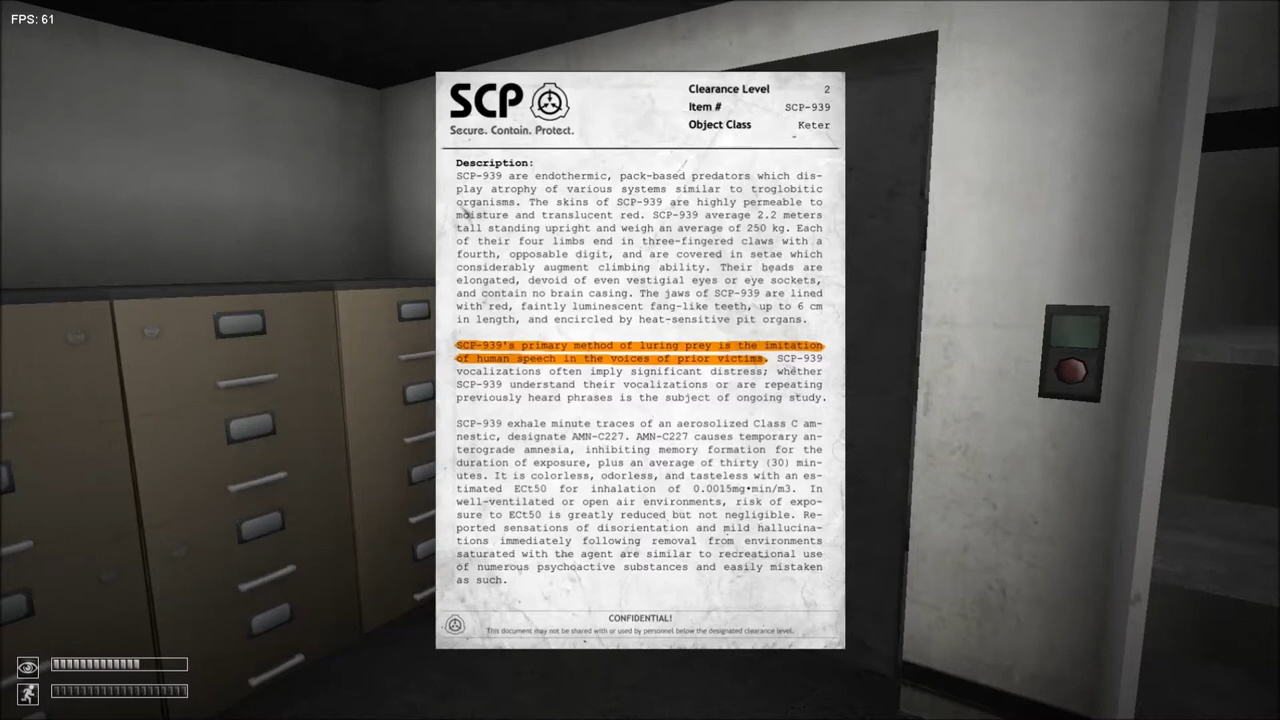 FPS: 61
SCP
Secure. Contain. Protect.
Clearance Level 2
Item # SCP-939
Object Class Keter
Description:
SCP-939 are endothermic, pack-based predators which dis-
play atrophy of various systems similar to troglobitic
organisms. The skins of SCP-939 are highly permeable to
moisture and translucent red. SCP-939 average 2.2 meters
tall standing upright and weigh an average of 250 kg. Each
of their four limbs end in three-fingered claws with a
fourth, opposable digit, and are covered in setae which
considerably augment climbing ability. Their heads are
elongated, devoid of even vestigial eyes or eye sockets,
and contain no brain casing. The jaws of SCP-939 are lined
with red, faintly luminescent fang-like teeth, up to 6 cm
in length, and encircled by heat-sensitive pit organs.
SCP-939's primary method of luring prey is the imitation
of human speech in the voices of prior victims. SCP-939
vocalizations often imply significant distress; whether
SCP-939 understand their vocalizations or are repeating
previously heard phrases is the subject of ongoing study.
SCP-939 exhale minute traces of an aerosolized Class C am-
nestic, designate AMN-C227. AMN-C227 causes temporary an-
terograde amnesia, inhibiting memory formation for the
duration of exposure, plus an average of thirty (30) min-
utes. It is colorless, odorless, and tasteless with an es-
timated ECt50 for inhalation of 0.0015mg•min/m3. In
well-ventilated or open air environments, risk of expo-
sure to ECt50 is greatly reduced but not negligible. Re-
ported sensations of disorientation and mild hallucina-
tions immediately following removal from environments
saturated with the agent are similar to recreational use
of numerous psychoactive substances and easily mistaken
as such.
CONFIDENTIAL!
This document may not be shared with or used by personnel below the designated clearance level.